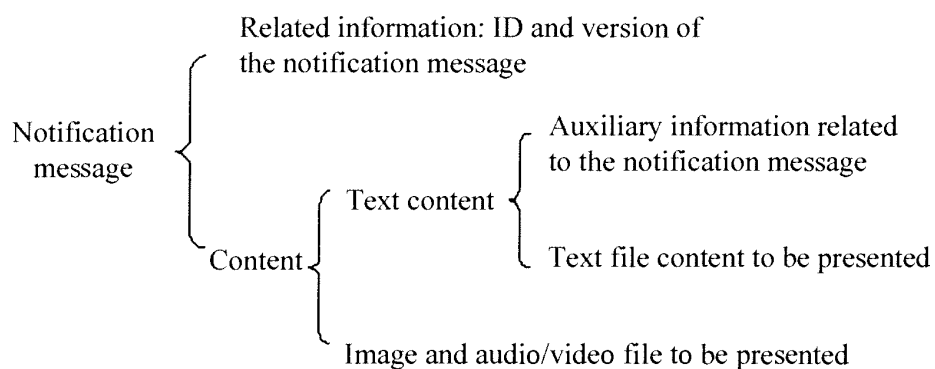 Related information: ID and version of
the notification message
Notification
message
Auxiliary information related
to the notification message
Text content
Content
Text file content to be presented
Image and audio/video file to be presented